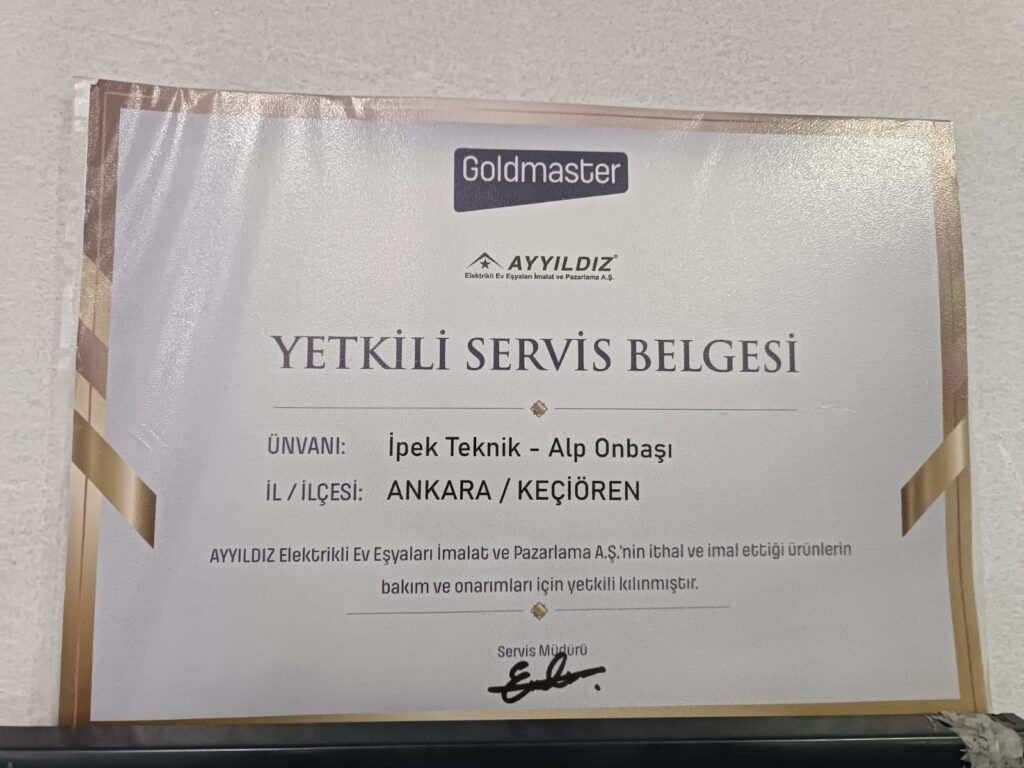 Goldmaster
AYYILDIZ®
Elektrikli Ev Eşyaları İmalat ve Pazarlama A.Ş.
YETKİLİ SERVİS BELGESİ
ÜNVANI: İpek Teknik - Alp Onbaşı
İL / İLÇESİ: ANKARA / KEÇİÖREN
AYYILDIZ Elektrikli Ev Eşyaları İmalat ve Pazarlama A.Ş.'nin ithal ve imal ettiği ürünlerin
bakım ve onarımları için yetkili kılınmıştır.
Servis Müdürü